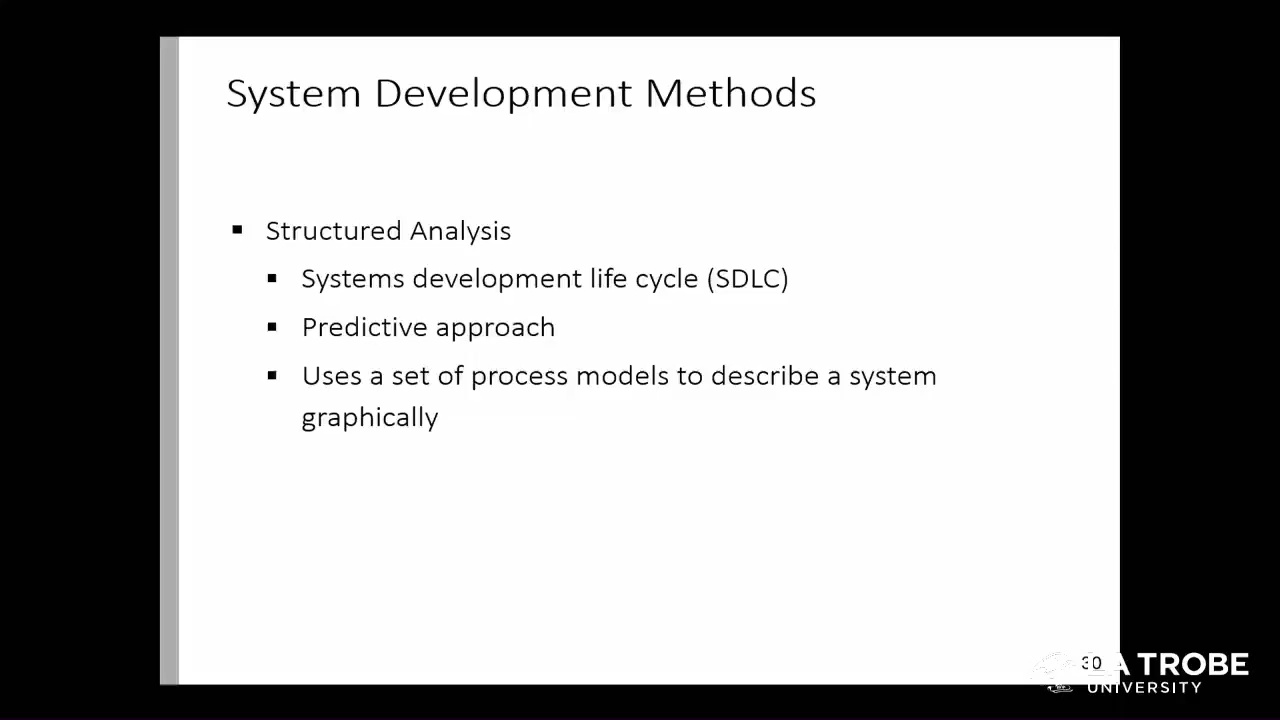 System Development Methods
▪ Structured Analysis
▪ Systems development life cycle (SDLC)
▪ Predictive approach
▪ Uses a set of process models to describe a system
graphically
30
LA TROBE
UNIVERSITY